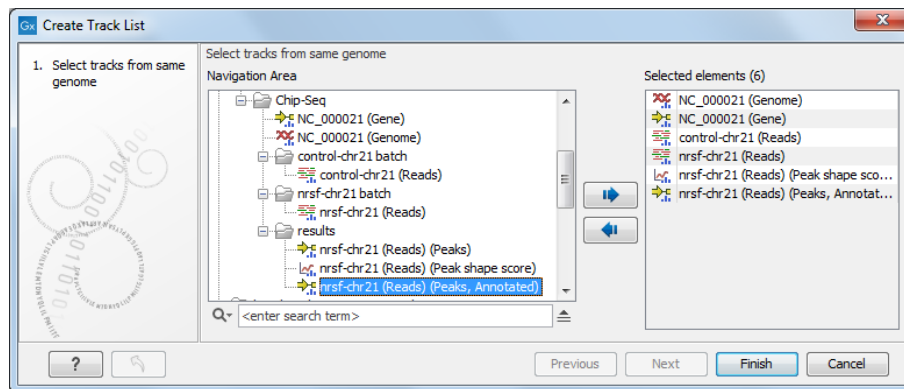 Gx Create Track List
X
1. Select tracks from same
genome
Select tracks from same genome
Navigation Area
Chip-Seq
NC_000021 (Gene)
NC_000021 (Genome)
control-chr21 batch
control-chr21 (Reads)
nrsf-chr21 batch
nrsf-chr21 (Reads)
results
nrsf-chr21 (Reads) (Peaks)
nrsf-chr21 (Reads) (Peak shape score)
nrsf-chr21 (Reads) (Peaks, Annotated)
<enter search term>
Selected elements (6)
NC_000021 (Genome)
NC_000021 (Gene)
control-chr21 (Reads)
nrsf-chr21 (Reads)
nrsf-chr21 (Reads) (Peak shape sco...
nrsf-chr21 (Reads) (Peaks, Annotat...
?
Previous
Next
Finish
Cancel